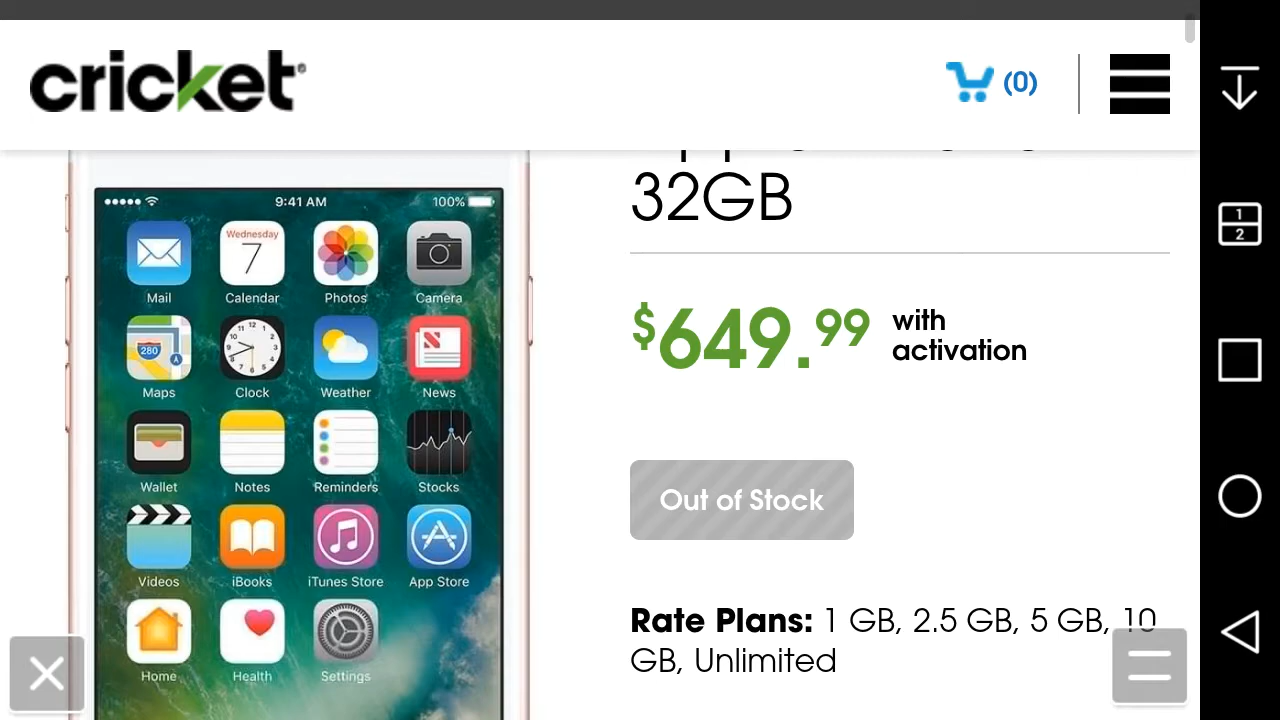 cricket
(0)
32GB
$649.99 with activation
Out of Stock
Rate Plans: 1 GB, 2.5 GB, 5 GB, 10
GB, Unlimited
9:41 AM
100%
Wednesday
7
Mail
Calendar
Photos
Camera
280
Maps
Clock
Weather
News
Wallet
Notes
Reminders
Stocks
Videos
iBooks
iTunes Store
App Store
Home
Health
Settings
1
2